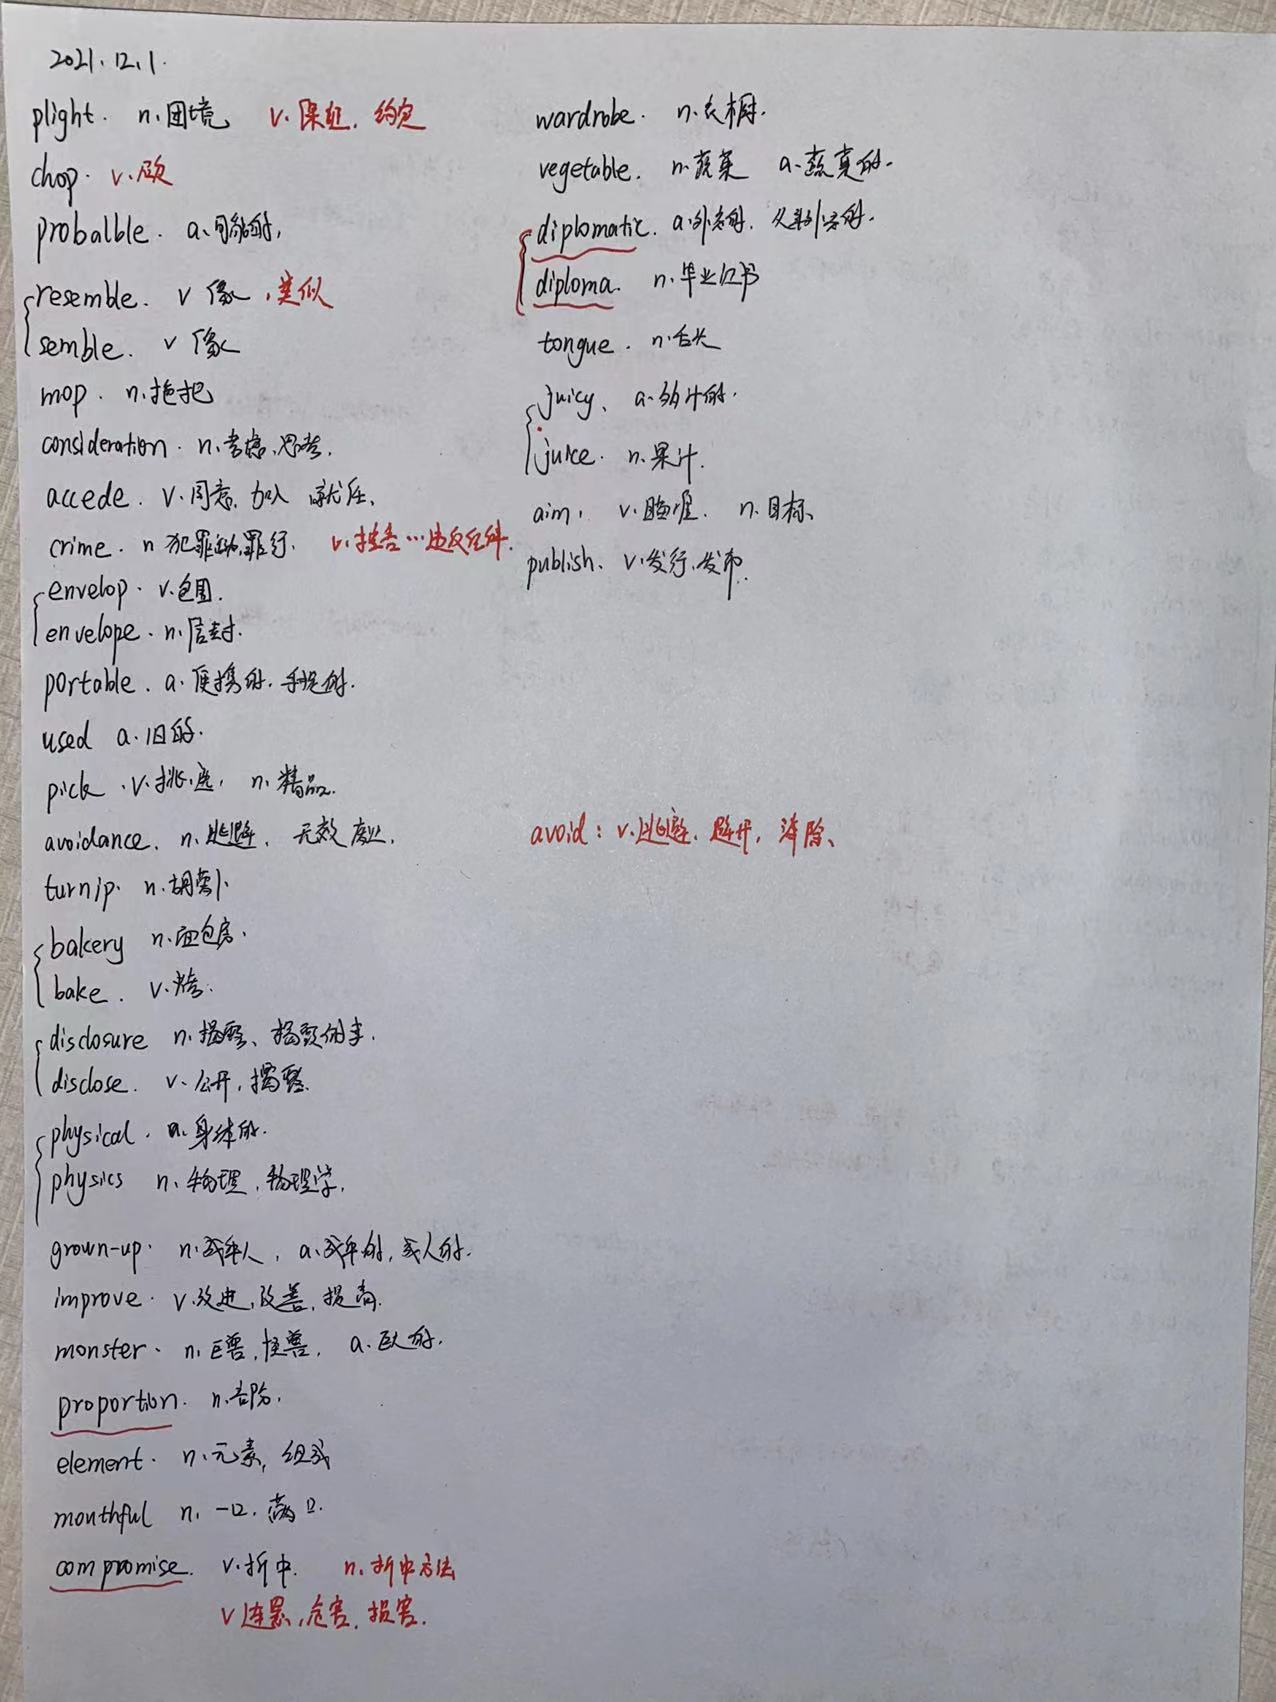 2021.12.1.
plight. n.困境 v.保证,约定
chop. v.砍
probalble. a.可能的,
resemble. v 像,类似
semble. v 像
mop. n.拖把
consideration. n.考虑,思考.
accede. v.同意,加入 就任.
crime. n 犯罪活动,罪行. v.控告…违反纪律.
envelop. v.包围.
envelope. n.信封.
portable. a.便携的.手提的.
used a.旧的.
pick .v.挑选, n.精品.
avoidance. n.逃避, 无效 废止.
turnip. n.胡萝卜
bakery n.面包房.
bake. v.烤.
disclosure n.揭露、揭发的事.
disclose. v.公开,揭露.
physical. a.身体的.
physics n.物理,物理学.
grown-up. n.成年人, a.成年的,成人的.
improve. v.改进,改善,提高.
monster. n.巨兽,怪兽, a.巨大的.
proportion. n.部分.
element. n.元素,组成
mouthful n. 一口.满口.
compromise. v.折中. n.折中方法
v 连累,危害,损害.
wardrobe. n.衣橱.
vegetable. n.蔬菜 a.蔬菜的.
diplomatic. a.外交的, 从事外交的.
diploma. n.毕业证书
tongue. n.舌头
juicy、 a.多汁的.
juice. n.果汁.
aim, v.瞄准. n.目标、
publish、v.发行,发布.
avoid: v.逃避. 避开, 消除、